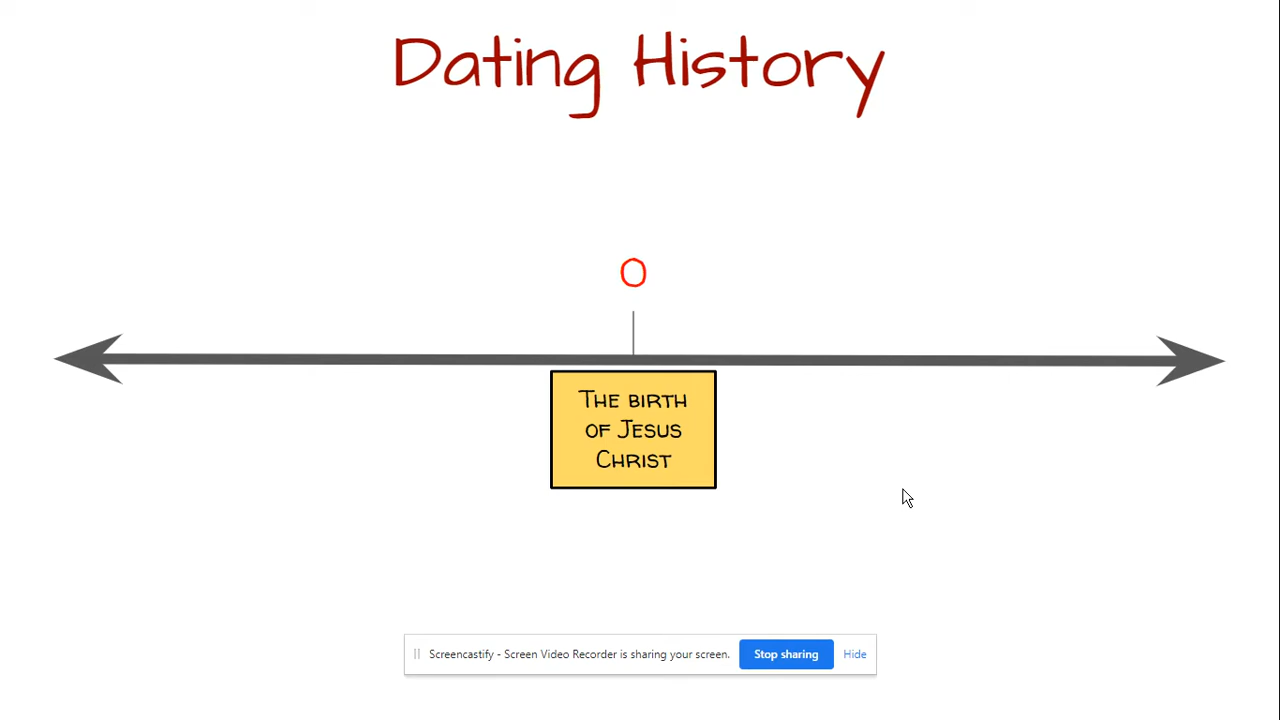 Dating History
0
The birth
of Jesus
Christ
Screencastify - Screen Video Recorder is sharing your screen. Stop sharing Hide